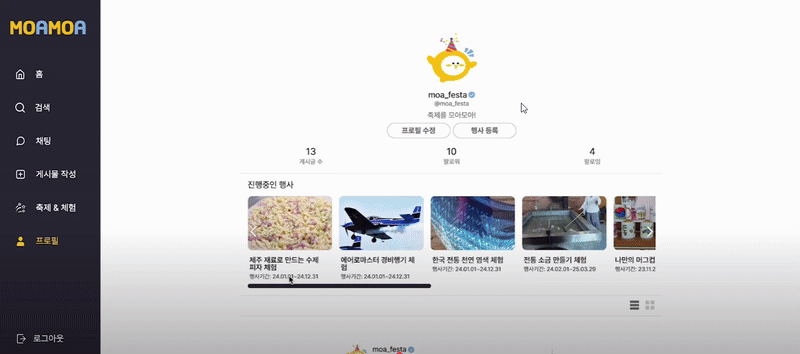 MOAMOA
홈
검색
채팅
게시물 작성
축제 & 체험
프로필
로그아웃
moa_festa
@moa_festa
축제를 모아모아!
프로필 수정
행사 등록
13
게시글 수
10
팔로워
4
팔로잉
진행중인 행사
제주 재료로 만드는 수제
피자 체험
행사기간: 24.01.01~24.12.31
에어로마스터 경비행기 체
험
행사기간: 24.01.01~24.12.31
한국 전통 천연 염색 체험
행사기간: 24.01.01~24.12.31
전통 소금 만들기 체험
행사기간: 24.02.01~25.03.29
나만의 머그컵
행사기간: 23.11.2
moa_festa